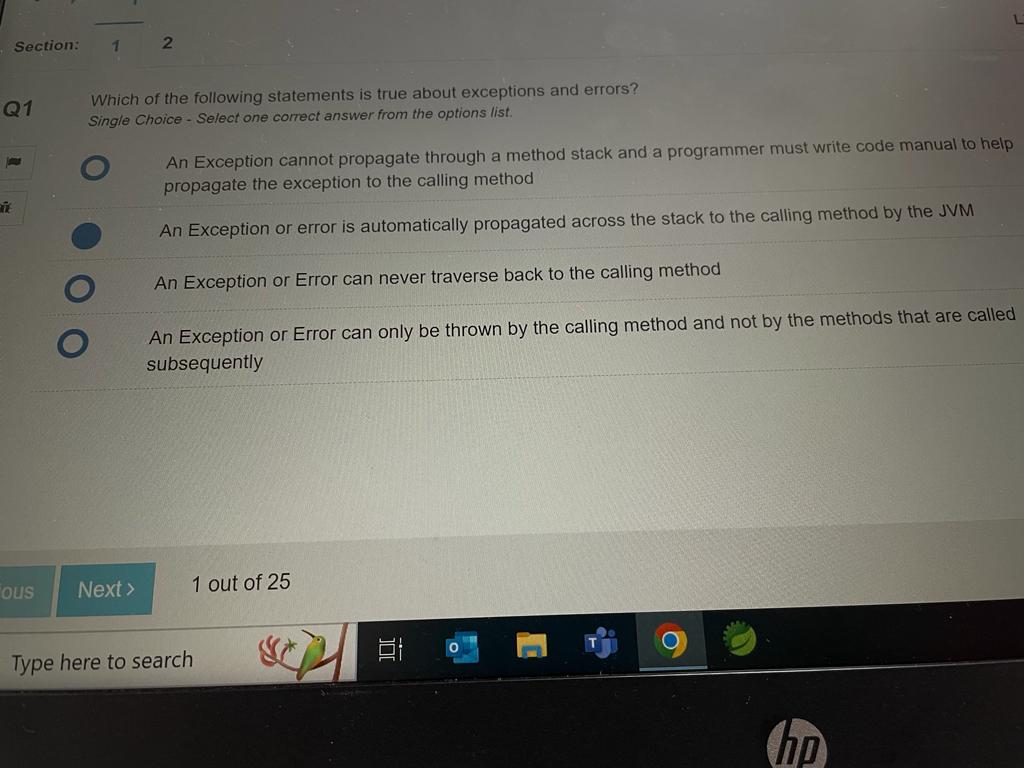 Section: 1 2
Q1
Which of the following statements is true about exceptions and errors?
Single Choice - Select one correct answer from the options list.
An Exception cannot propagate through a method stack and a programmer must write code manual to help
propagate the exception to the calling method
An Exception or error is automatically propagated across the stack to the calling method by the JVM
An Exception or Error can never traverse back to the calling method
An Exception or Error can only be thrown by the calling method and not by the methods that are called
subsequently
ous
Next >
1 out of 25
Type here to search
hp